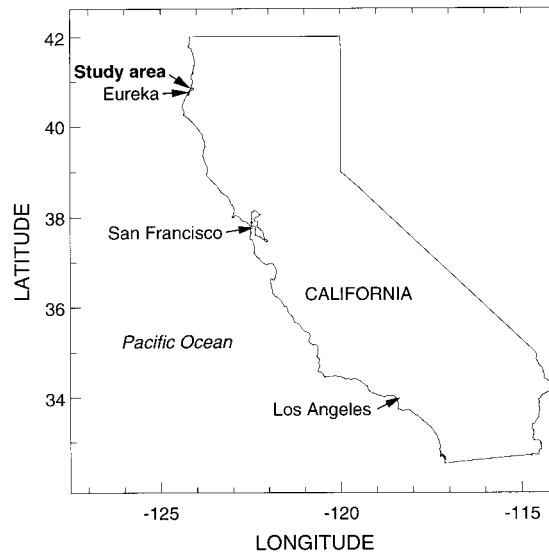 42
Study area
Eureka
40
38
San Francisco
LATITUDE
36
CALIFORNIA
Pacific Ocean
34
Los Angeles
-125
-120
-115
LONGITUDE